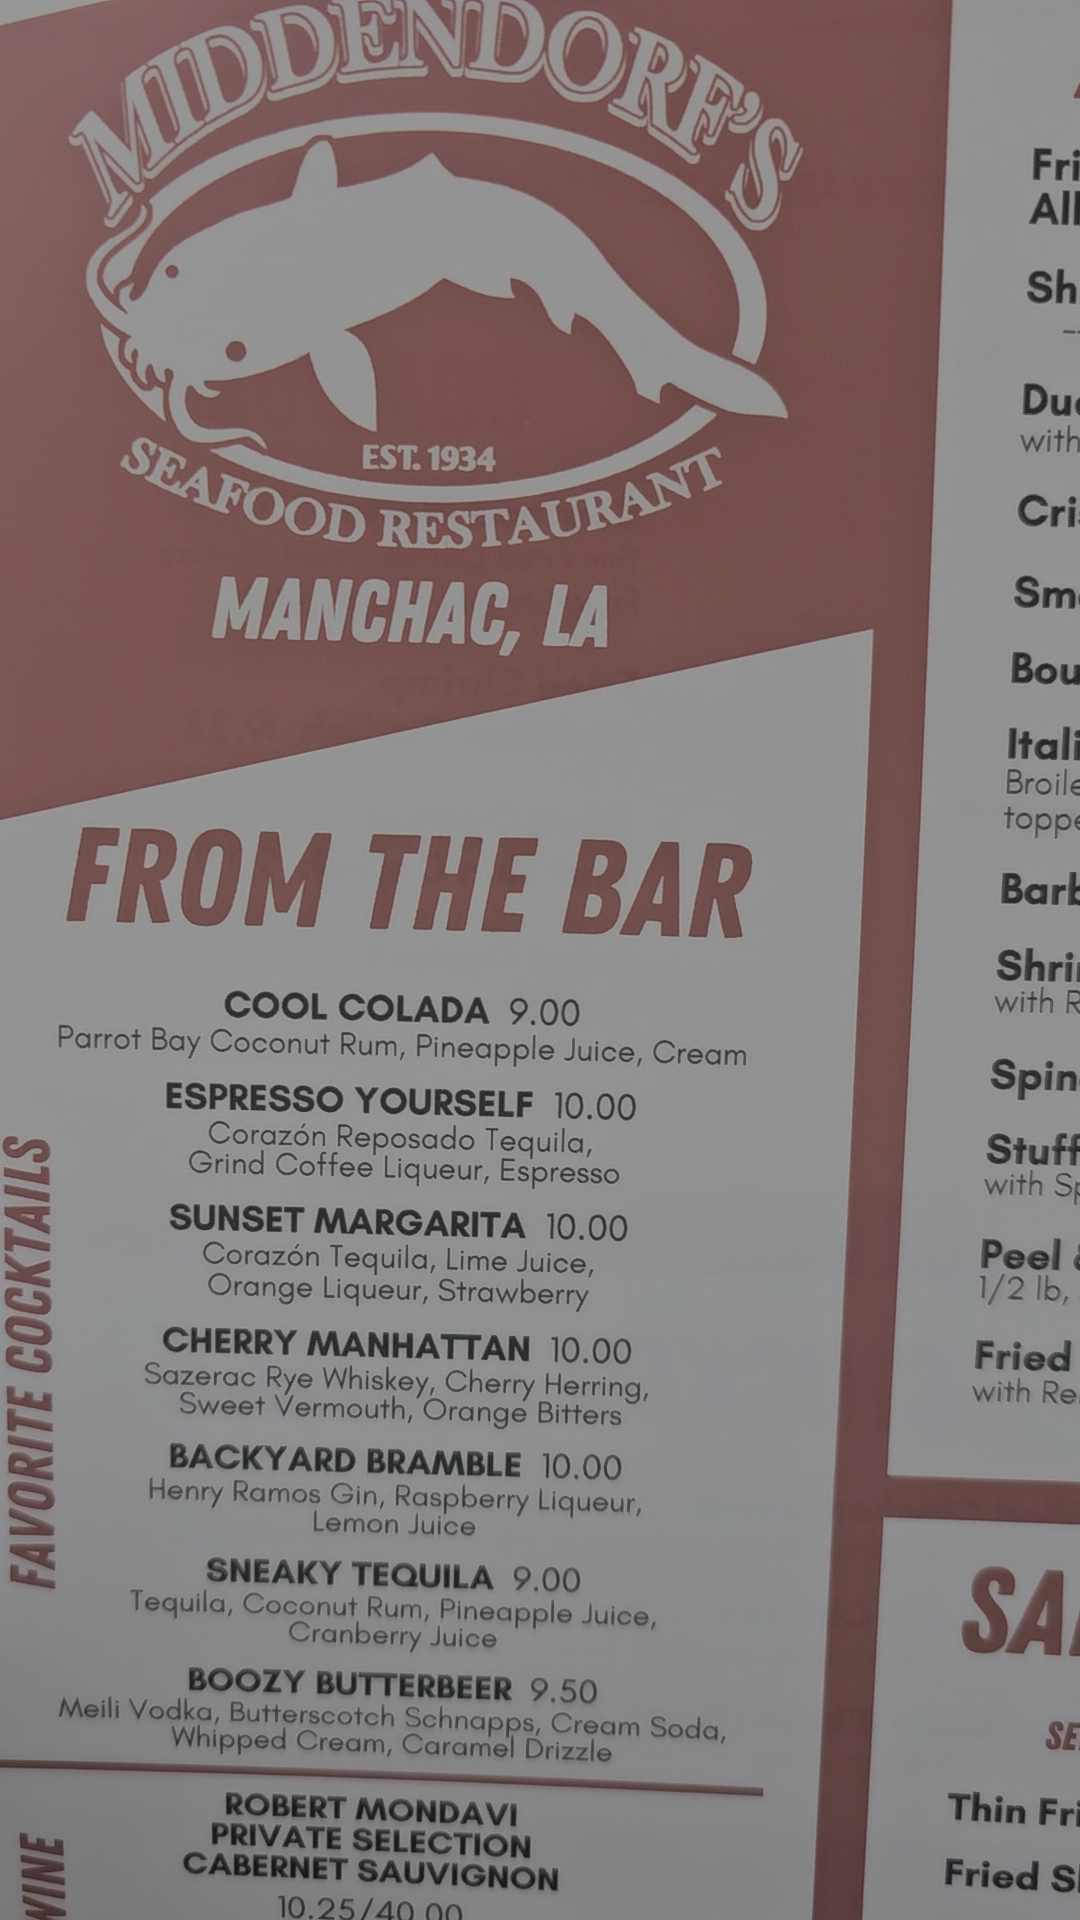 MIDDENDORF'S
EST. 1934
SEAFOOD RESTAURANT
MANCHAC, LA
FROM THE BAR
FAVORITE COCKTAILS
COOL COLADA 9.00
Parrot Bay Coconut Rum, Pineapple Juice, Cream
ESPRESSO YOURSELF 10.00
Corazón Reposado Tequila,
Grind Coffee Liqueur, Espresso
SUNSET MARGARITA 10.00
Corazón Tequila, Lime Juice,
Orange Liqueur, Strawberry
CHERRY MANHATTAN 10.00
Sazerac Rye Whiskey, Cherry Herring,
Sweet Vermouth, Orange Bitters
BACKYARD BRAMBLE 10.00
Henry Ramos Gin, Raspberry Liqueur,
Lemon Juice
SNEAKY TEQUILA 9.00
Tequila, Coconut Rum, Pineapple Juice,
Cranberry Juice
BOOZY BUTTERBEER 9.50
Meili Vodka, Butterscotch Schnapps, Cream Soda,
Whipped Cream, Caramel Drizzle
WINE
ROBERT MONDAVI
PRIVATE SELECTION
CABERNET SAUVIGNON
10.25/40.00
Fri
All
Sh
Du
with
Cri
Sm
Bou
Itali
Broile
toppe
Barb
Shrin
with R
Spin
Stuff
with Sp
Peel &
1/2 lb,
Fried
with Re
SA
SE
Thin Fri
Fried S